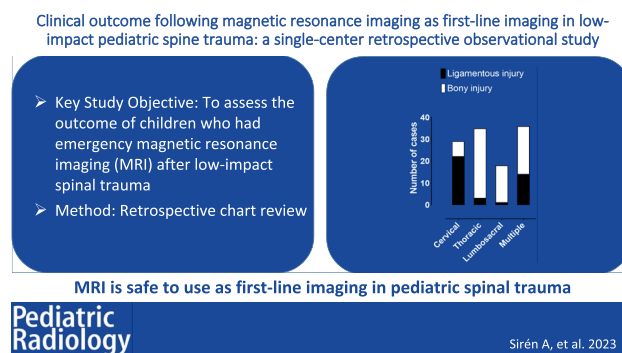 Clinical outcome following magnetic resonance imaging as first-line imaging in low-
impact pediatric spine trauma: a single-center retrospective observational study
➢ Key Study Objective: To assess the
outcome of children who had
emergency magnetic resonance
imaging (MRI) after low-impact
spinal trauma
➢ Method: Retrospective chart review
Ligamentous injury
Bony injury
Number of cases
40
30
20
10
0
Cervical
Thoracic
Lumbosacral
Multiple
MRI is safe to use as first-line imaging in pediatric spinal trauma
Pediatric
Radiology
Sirén A, et al. 2023